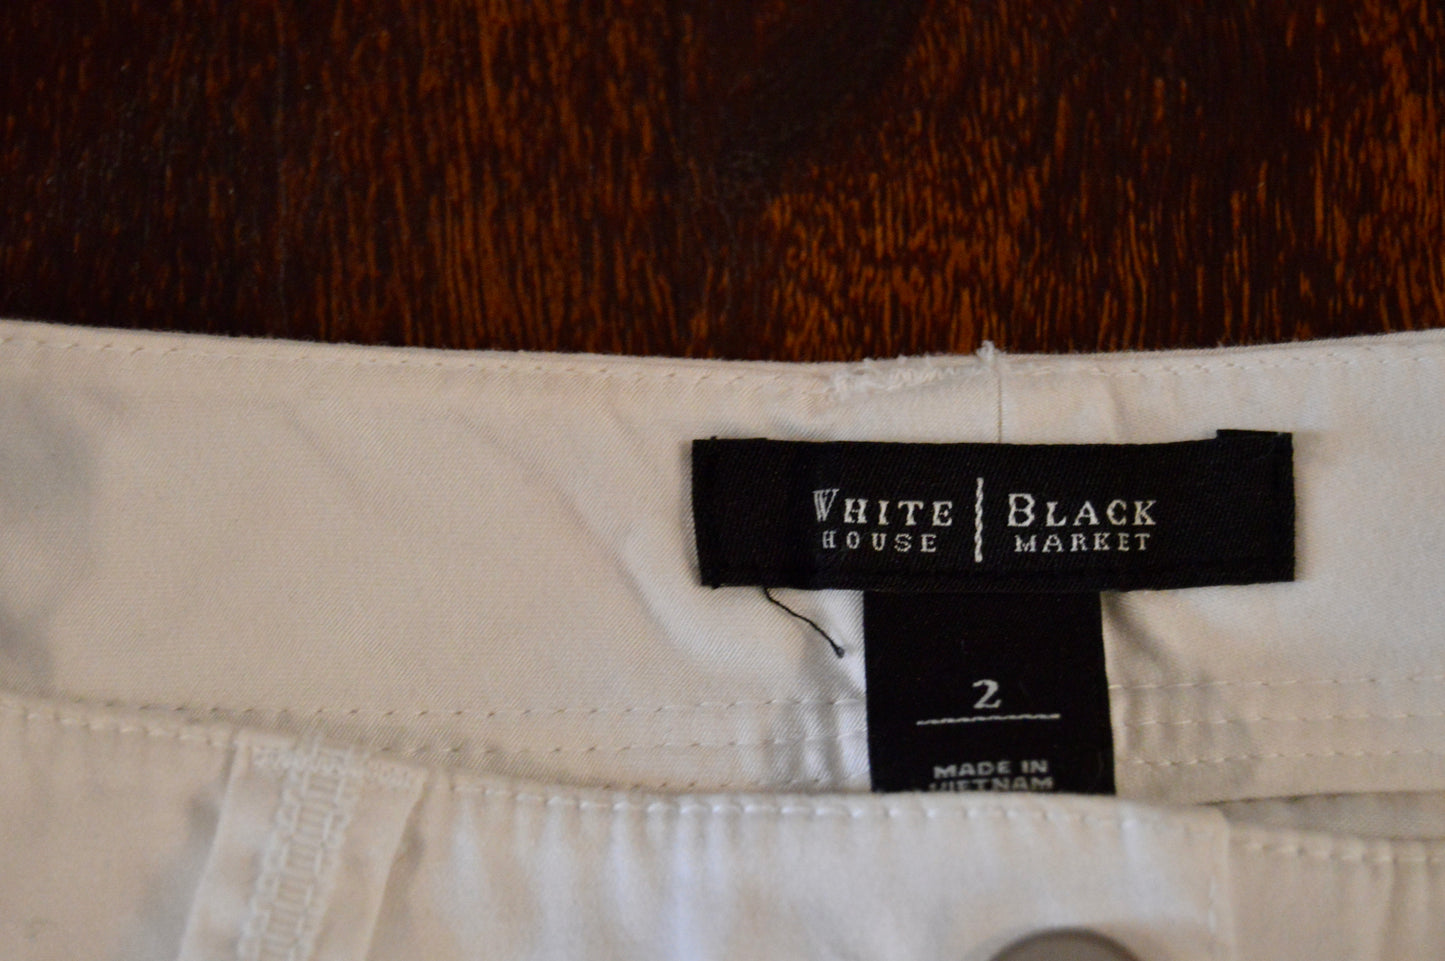 WHITE | BLACK
HOUSE | MARKET
2
MADE IN
VIETNAM